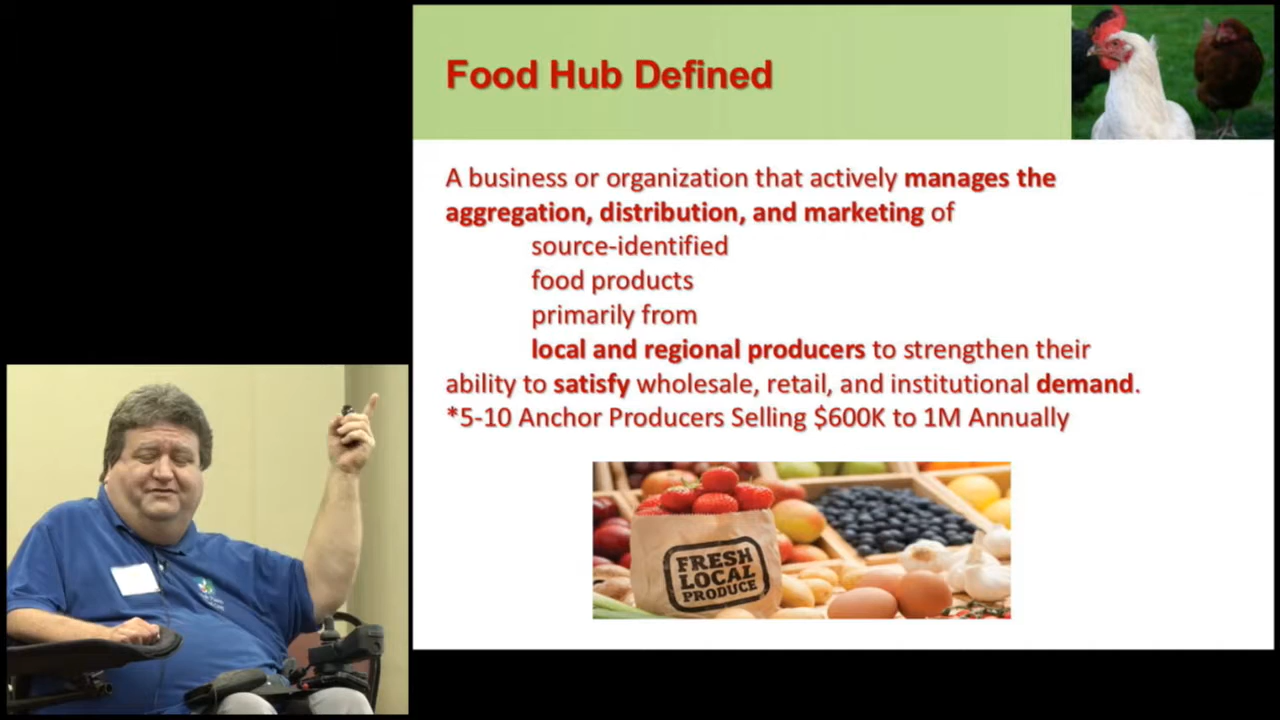 Food Hub Defined
A business or organization that actively manages the
aggregation, distribution, and marketing of
source-identified
food products
primarily from
local and regional producers to strengthen their
ability to satisfy wholesale, retail, and institutional demand.
*5-10 Anchor Producers Selling $600K to 1M Annually
FRESH
LOCAL
PRODUCE